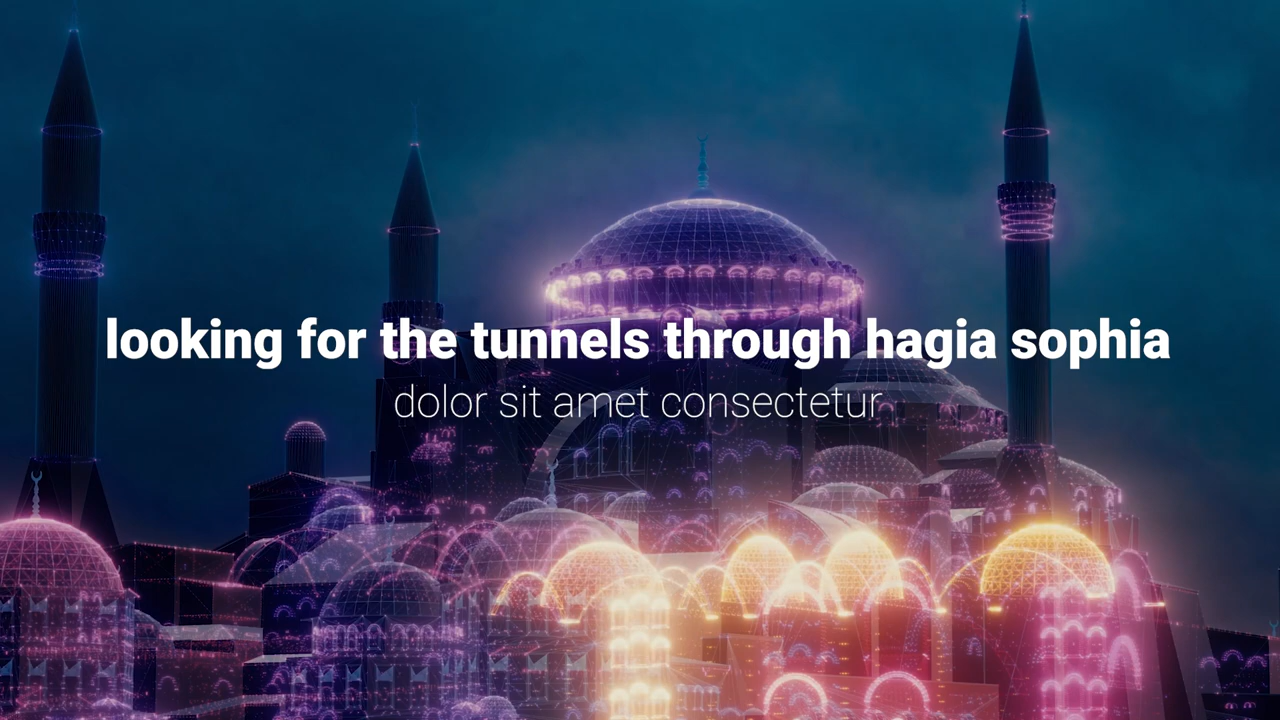 looking for the tunnels through hagia sophia
dolor sit amet consectetur